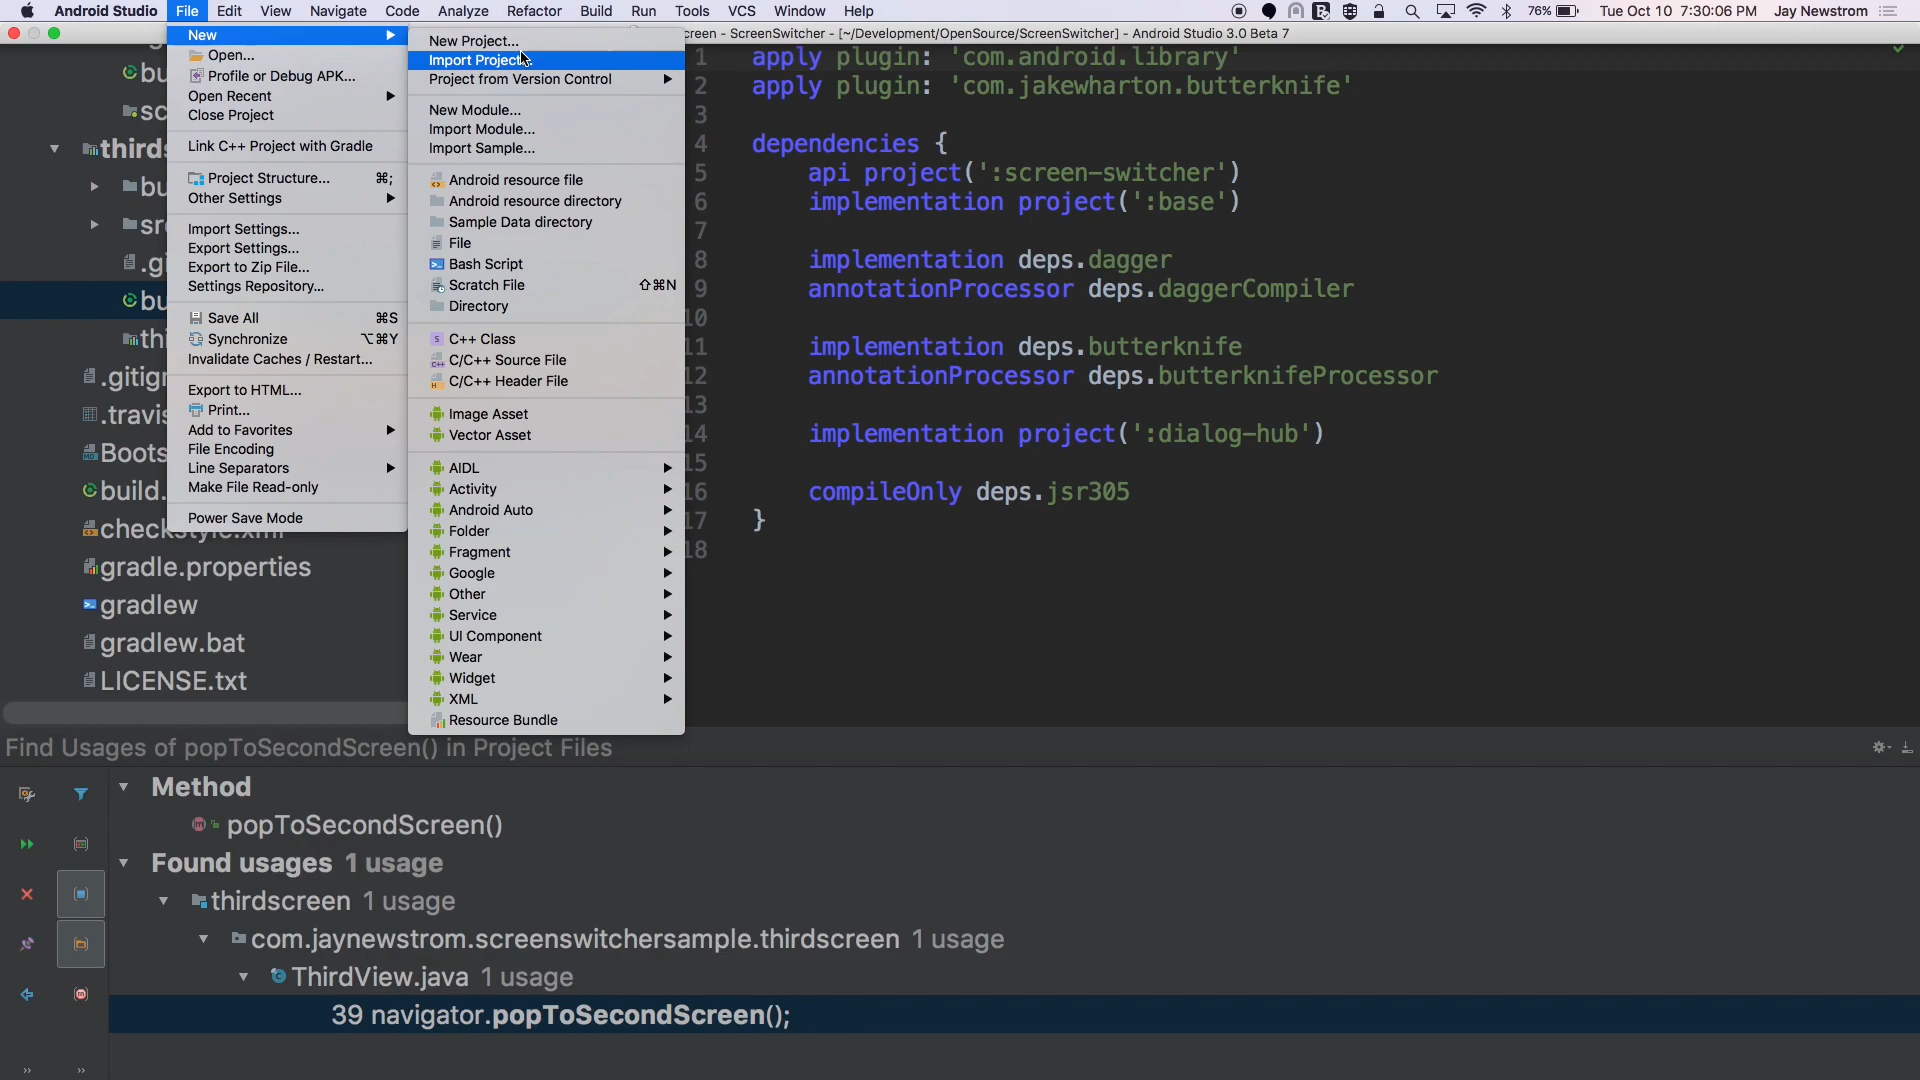 Android Studio File Edit View Navigate Code Analyze Refactor Build Run Tools VCS Window Help 76% Tue Oct 10 7:30:06 PM Jay Newstrom
creen - ScreenSwitcher - [~/Development/OpenSource/ScreenSwitcher] - Android Studio 3.0 Beta 7
New
Open...
Profile or Debug APK...
Open Recent
Close Project
Link C++ Project with Gradle
Project Structure... ⌘;
Other Settings
Import Settings...
Export Settings...
Export to Zip File...
Settings Repository...
Save All ⌘S
Synchronize ⌥⌘Y
Invalidate Caches / Restart...
Export to HTML...
Print...
Add to Favorites
File Encoding
Line Separators
Make File Read-only
Power Save Mode
New Project...
Import Project...
Project from Version Control
New Module...
Import Module...
Import Sample...
Android resource file
Android resource directory
Sample Data directory
File
Bash Script
Scratch File ⇧⌘N
Directory
C++ Class
C/C++ Source File
C/C++ Header File
Image Asset
Vector Asset
AIDL
Activity
Android Auto
Folder
Fragment
Google
Other
Service
UI Component
Wear
Widget
XML
Resource Bundle
bu
sc
thirds
bu
src
.gi
bu
thi
.gitigr
.travis
Boots
build.
checkstyle.xml
gradle.properties
gradlew
gradlew.bat
LICENSE.txt
1 apply plugin: 'com.android.library'
2 apply plugin: 'com.jakewharton.butterknife'
3
4 dependencies {
5 api project(':screen-switcher')
6 implementation project(':base')
7
8 implementation deps.dagger
9 annotationProcessor deps.daggerCompiler
10
11 implementation deps.butterknife
12 annotationProcessor deps.butterknifeProcessor
13
14 implementation project(':dialog-hub')
15
16 compileOnly deps.jsr305
17 }
18
Find Usages of popToSecondScreen() in Project Files
Method
popToSecondScreen()
Found usages 1 usage
thirdscreen 1 usage
com.jaynewstrom.screenswitchersample.thirdscreen 1 usage
ThirdView.java 1 usage
39 navigator.popToSecondScreen();